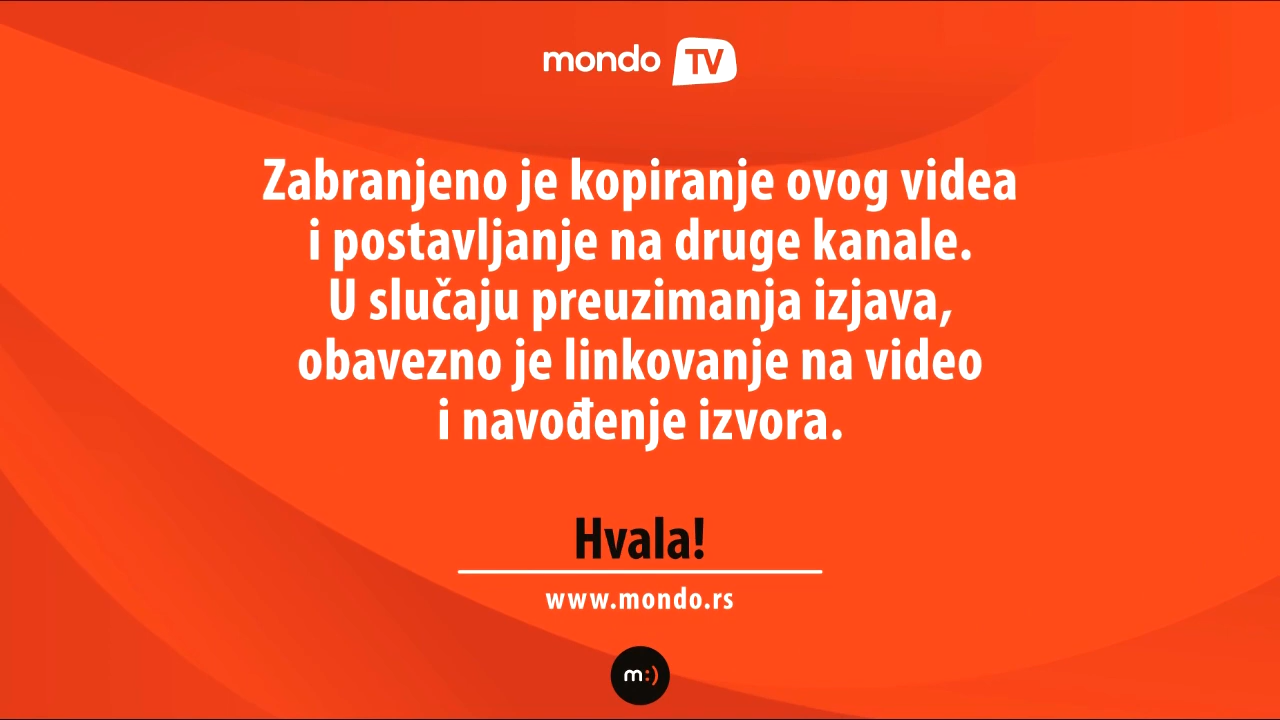 mondo TV
Zabranjeno je kopiranje ovog videa
i postavljanje na druge kanale.
U slučaju preuzimanja izjava,
obavezno je linkovanje na video
i navođenje izvora.
Hvala!
www.mondo.rs
m:)